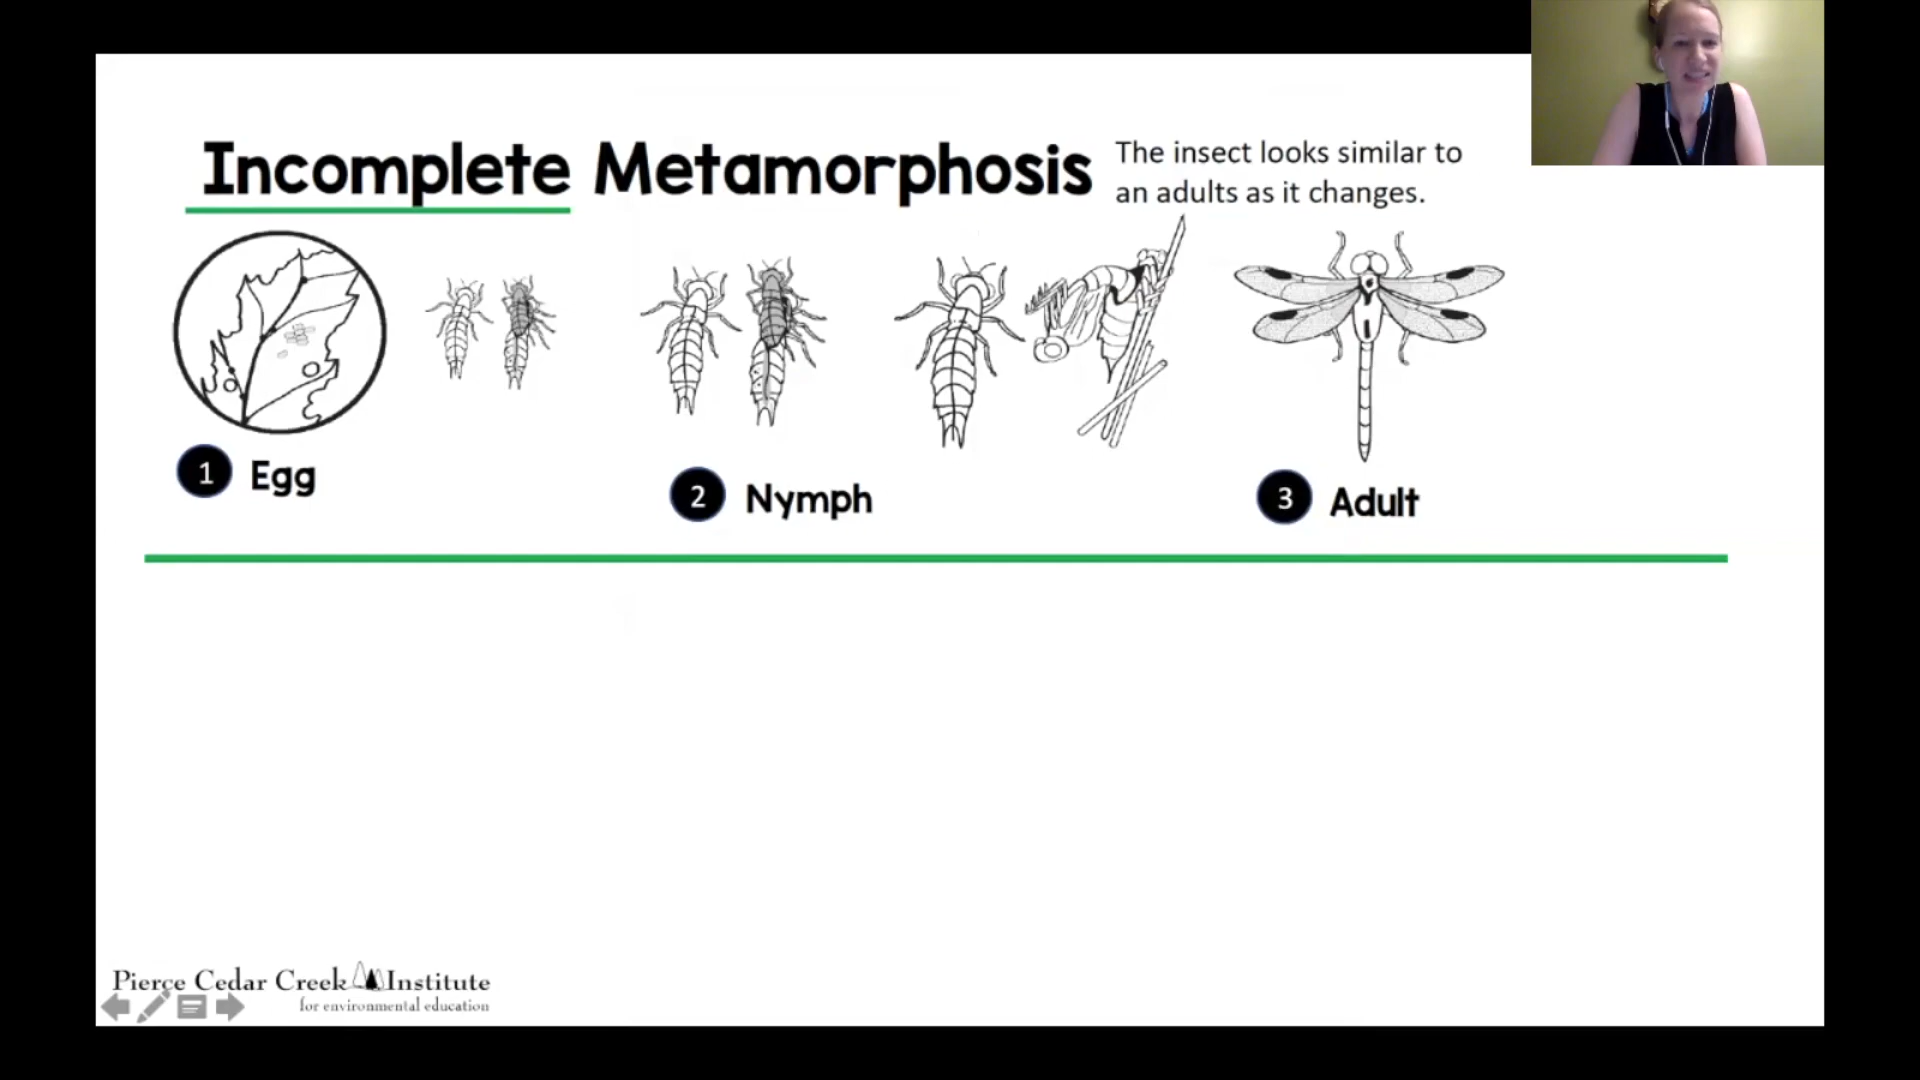 Incomplete Metamorphosis
The insect looks similar to
an adults as it changes.
1 Egg
2 Nymph
3 Adult
Pierce Cedar Creek Institute
for environmental education